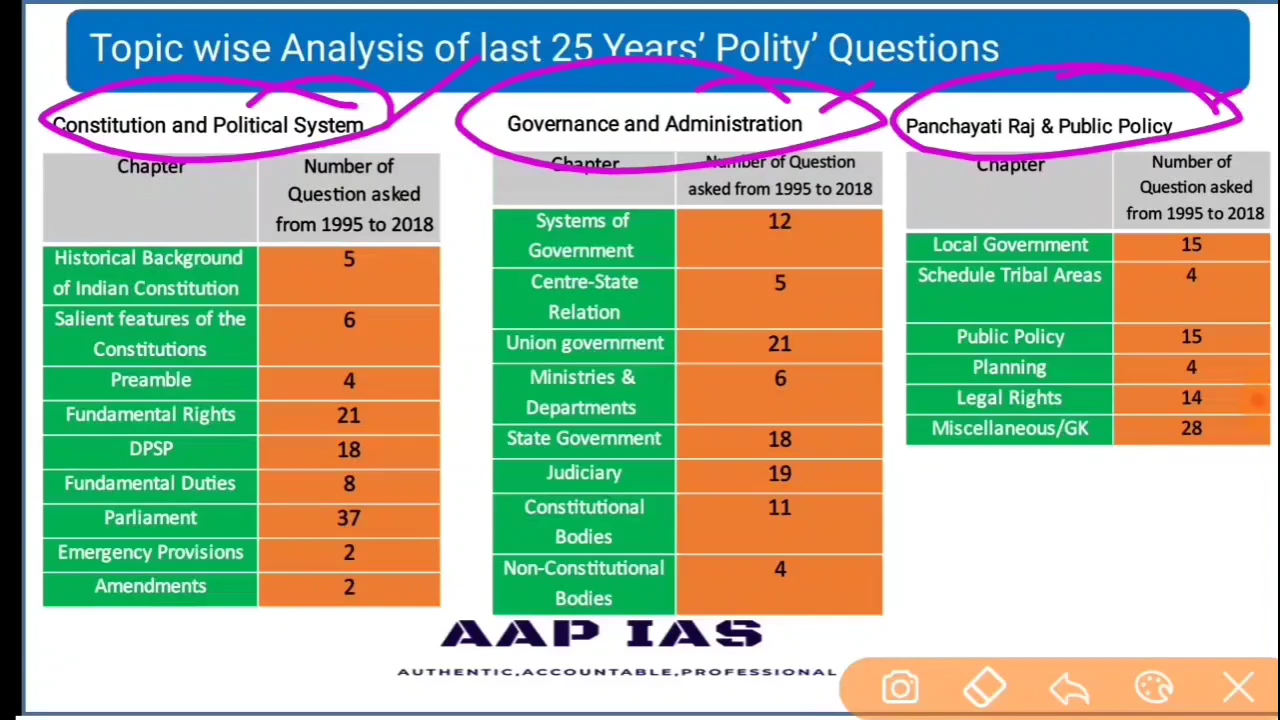 Topic wise Analysis of last 25 Years’ Polity’ Questions
Constitution and Political System
Chapter
Number of
Question asked
from 1995 to 2018
Historical Background
of Indian Constitution
5
Salient features of the
Constitutions
6
Preamble
4
Fundamental Rights
21
DPSP
18
Fundamental Duties
8
Parliament
37
Emergency Provisions
2
Amendments
2
Governance and Administration
Chapter
Number of Question
asked from 1995 to 2018
Systems of
Government
12
Centre-State
Relation
5
Union government
21
Ministries &
Departments
6
State Government
18
Judiciary
19
Constitutional
Bodies
11
Non-Constitutional
Bodies
4
Panchayati Raj & Public Policy
Chapter
Number of
Question asked
from 1995 to 2018
Local Government
15
Schedule Tribal Areas
4
Public Policy
15
Planning
4
Legal Rights
14
Miscellaneous/GK
28
AAP IAS
AUTHENTIC,ACCOUNTABLE,PROFESSIONAL